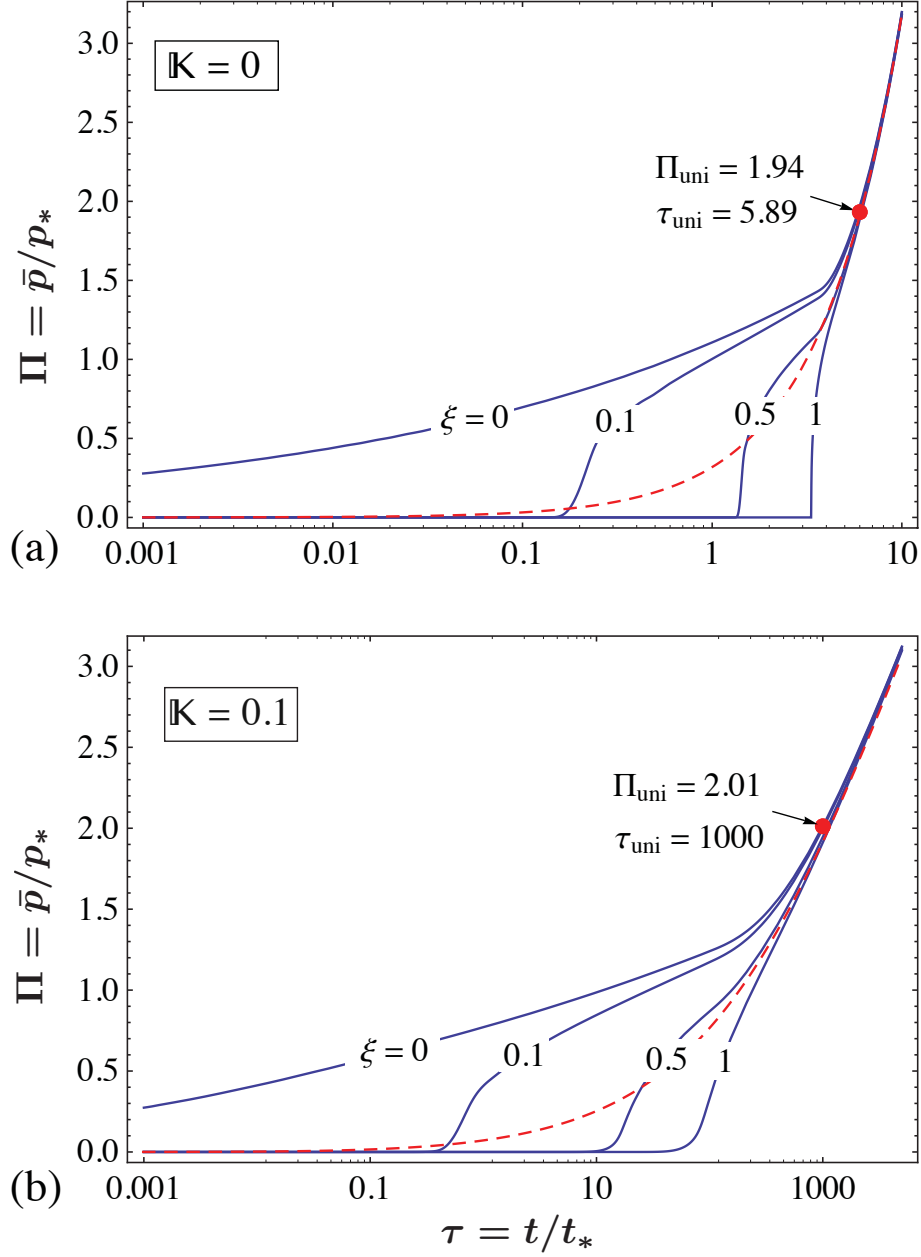 𝕂 = 0
3.0
2.5
2.0
1.5
1.0
0.5
0.0
Π = p̄/p*
Π_uni = 1.94
τ_uni = 5.89
ξ = 0
0.1
0.5
1
(a)
0.001 0.01 0.1 1 10
𝕂 = 0.1
3.0
2.5
2.0
1.5
1.0
0.5
0.0
Π = p̄/p*
Π_uni = 2.01
τ_uni = 1000
ξ = 0
0.1
0.5
1
(b)
0.001 0.1 10 1000
τ = t/t*